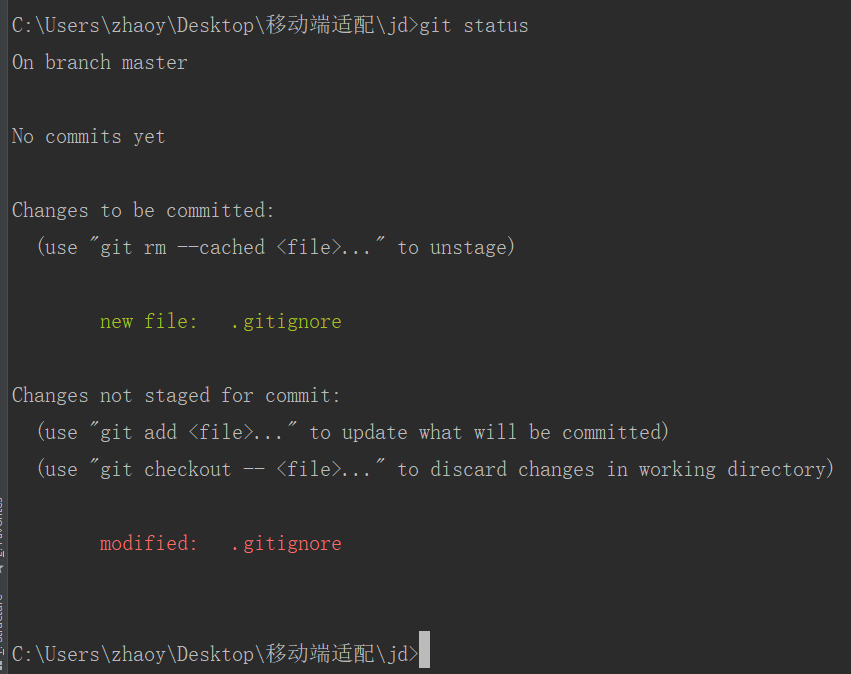 C:\Users\zhaoy\Desktop\移动端适配\jd>git status
On branch master
No commits yet
Changes to be committed:
(use "git rm --cached <file>..." to unstage)
new file:   .gitignore
Changes not staged for commit:
(use "git add <file>..." to update what will be committed)
(use "git checkout -- <file>..." to discard changes in working directory)
modified:   .gitignore
C:\Users\zhaoy\Desktop\移动端适配\jd>